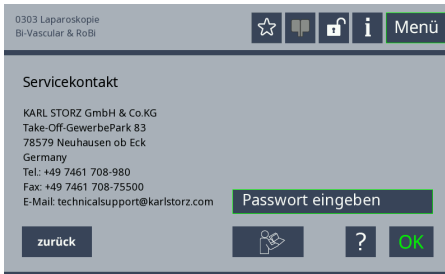 0303 Laparoskopie
Bi-Vascular & RoBi
i
Menü
Servicekontakt
KARL STORZ GmbH & Co.KG
Take-Off-GewerbePark 83
78579 Neuhausen ob Eck
Germany
Tel.: +49 7461 708-980
Fax: +49 7461 708-75500
E-Mail: technicalsupport@karlstorz.com
Passwort eingeben
zurück
?
OK